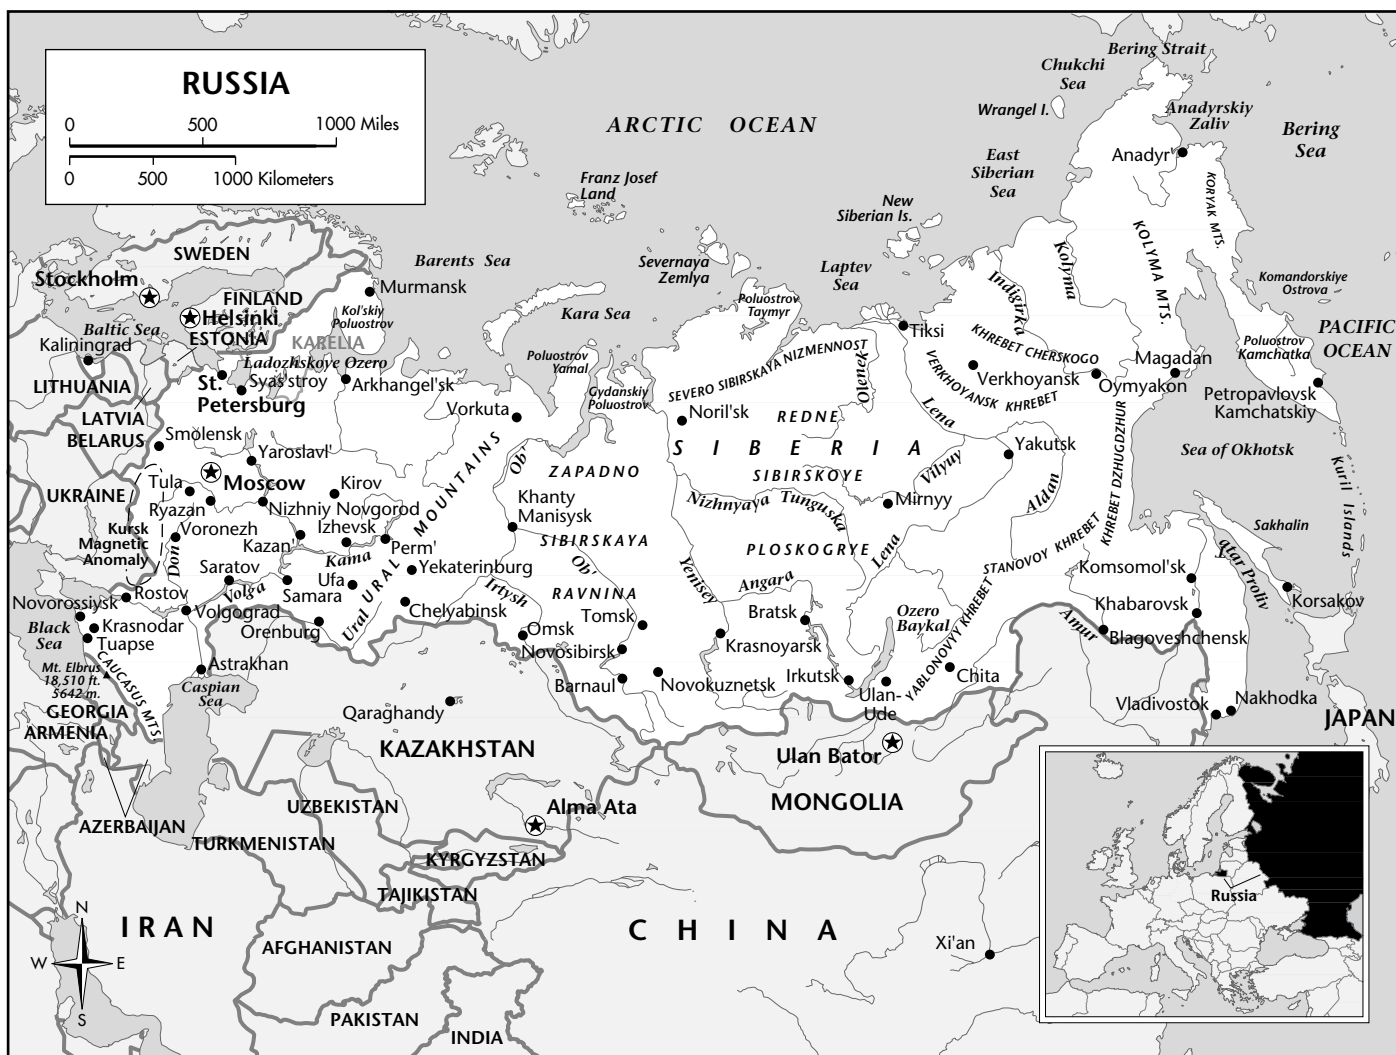 RUSSIA
0 500 1000 Miles
0 500 1000 Kilometers
ARCTIC OCEAN
Bering Strait
Chukchi
Sea
Wrangel I.
Anadyrskiy
Zaliv
Bering
Sea
East
Siberian
Sea
Anadyr'
Franz Josef
Land
New
Siberian Is.
KORYAK MTS.
KOLYMA MTS.
Kolyma
Indigirka
Severnaya
Zemlya
Laptev
Sea
Barents Sea
Kara Sea
Poluostrov
Taymyr
Komandorskiye
Ostrova
PACIFIC
OCEAN
SWEDEN
Stockholm
FINLAND
Helsinki
ESTONIA
Baltic Sea
Kaliningrad
LITHUANIA
LATVIA
BELARUS
UKRAINE
Murmansk
Kol'skiy
Poluostrov
KARELIA
Ladozhskoye Ozero
Syas'stroy
St.
Petersburg
Arkhangel'sk
Poluostrov
Yamal
Gydanskiy
Poluostrov
Vorkuta
SEVERO SIBIRSKAYA NIZMENNOST
Olenek
Tiksi
KHREBET CHERSKOGO
Verkhoyansk
VERKHOYANSK KHREBET
Oymyakon
Magadan
Poluostrov
Kamchatka
Petropavlovsk
Kamchatskiy
Noril'sk
REDNE
SIBERIA
SIBIRSKOYE
PLOSKOGRYE
Lena
Vilyuy
Yakutsk
Mirnyy
Aldan
KHREBET DZHUGDZHUR
Sea of Okhotsk
Kuril Islands
Smolensk
Yaroslavl'
Moscow
Tula
Ryazan
Kirov
Nizhniy Novgorod
Voronezh
Izhevsk
Kursk
Magnetic
Anomaly
Kazan'
Perm'
Kama
Don
Saratov
Volga
Ufa
Samara
URAL MOUNTAINS
Ural
Yekaterinburg
Chelyabinsk
Orenburg
Ob'
ZAPADNO
Khanty
Manisysk
SIBIRSKAYA
Ob'
RAVNINA
Irtysh
Omsk
Tomsk
Novosibirsk
Barnaul
Novokuznetsk
Nizhnyaya Tunguska
Yenisey
Angara
Bratsk
Krasnoyarsk
Irkutsk
Lena
Ozero
Baykal
Ulan-
Ude
YABLONOVYY KHREBET
Chita
STANOVOY KHREBET
Amur
Komsomol'sk
Khabarovsk
Blagoveshchensk
Sakhalin
atar Proliv
Korsakov
Vladivostok
Nakhodka
JAPAN
Rostov
Novorossiysk
Krasnodar
Tuapse
Volgograd
Astrakhan
Black
Sea
Mt. Elbrus
18,510 ft.
5642 m.
CAUCASUS MTS.
Caspian
Sea
GEORGIA
ARMENIA
AZERBAIJAN
Qaraghandy
KAZAKHSTAN
UZBEKISTAN
TURKMENISTAN
Alma Ata
KYRGYZSTAN
TAJIKISTAN
Ulan Bator
MONGOLIA
CHINA
Xi'an
IRAN
AFGHANISTAN
PAKISTAN
INDIA
N
W E
S
Russia